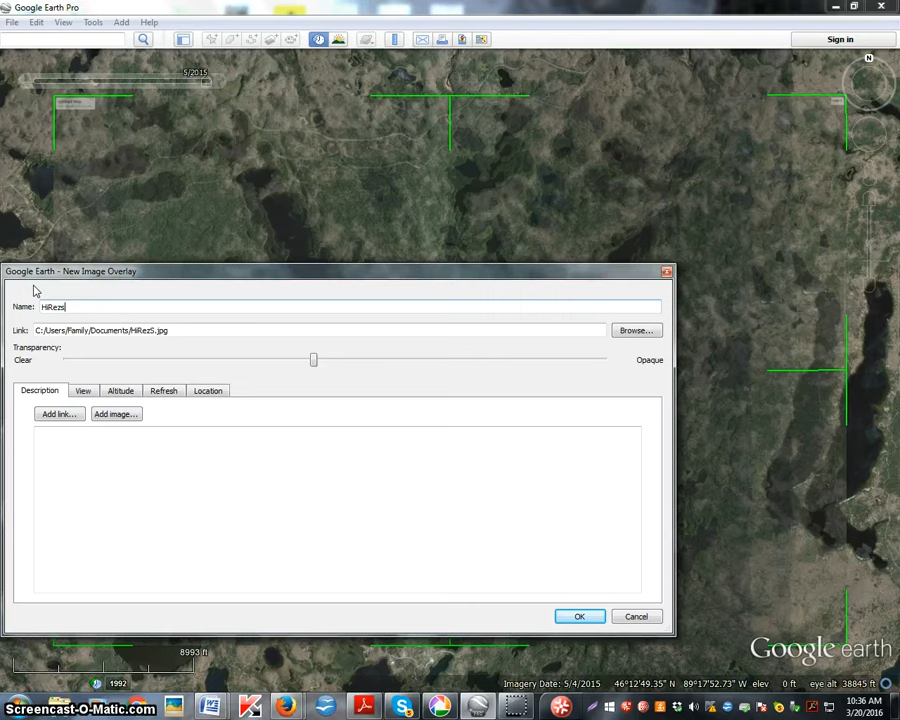 Google Earth Pro
File Edit View Tools Add Help
Sign in
5/2015
N
Google Earth - New Image Overlay
Name: HiRezs
Link: C:/Users/Family/Documents/HiRezS.jpg Browse...
Transparency:
Clear Opaque
Description View Altitude Refresh Location
Add link... Add image...
OK Cancel
Google earth
8993 ft
1992
Imagery Date: 5/4/2015 46°12'49.35" N 89°17'52.73" W elev 0 ft eye alt 38845 ft
10:36 AM
Screencast-O-Matic.com
3/20/2016